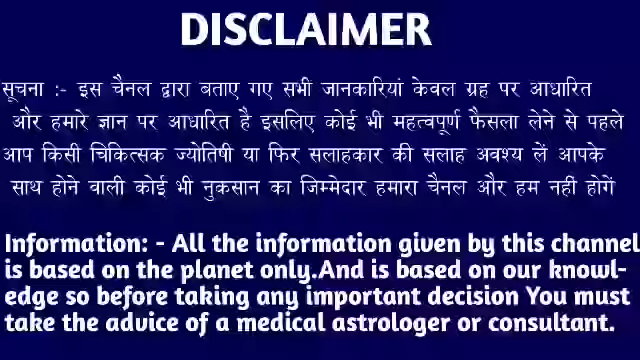 DISCLAIMER
सूचना :- इस चैनल द्वारा बताए गए सभी जानकारियां केवल ग्रह पर आधारित
और हमारे ज्ञान पर आधारित है इसलिए कोई भी महत्वपूर्ण फैसला लेने से पहले
आप किसी चिकित्सक ज्योतिषी या फिर सलाहकार की सलाह अवश्य लें आपके
साथ होने वाली कोई भी नुकसान का जिम्मेदार हमारा चैनल और हम नही होगें
Information: - All the information given by this channel
is based on the planet only.And is based on our knowl-
edge so before taking any important decision You must
take the advice of a medical astrologer or consultant.